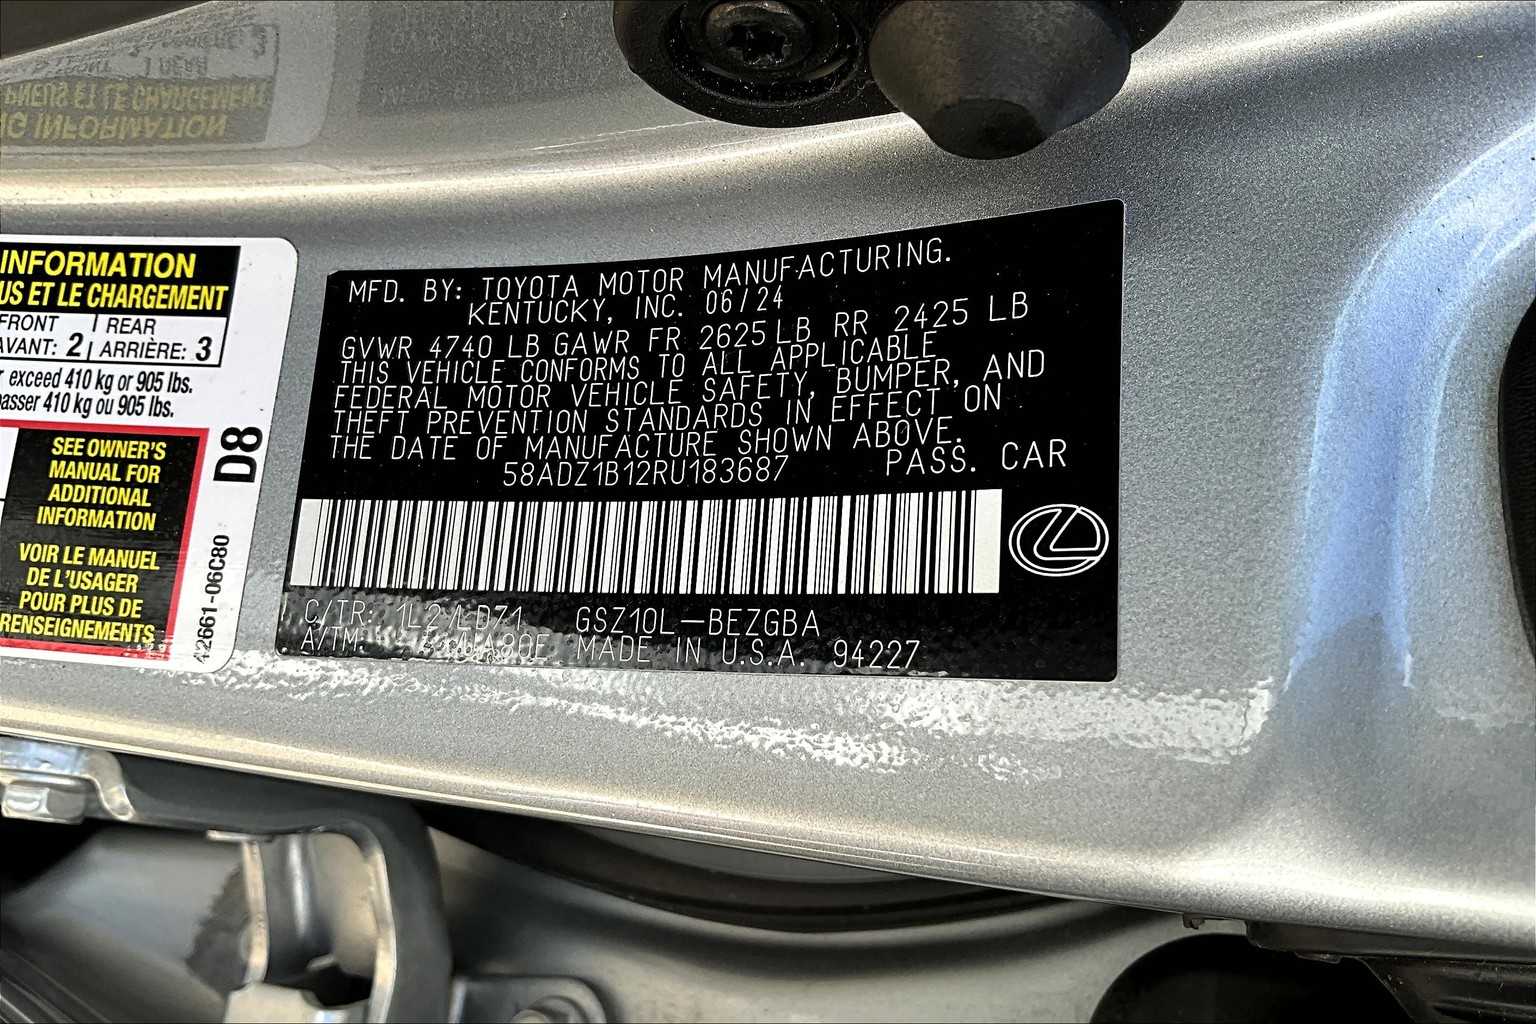 INFORMATION
US ET LE CHARGEMENT
FRONT
AVANT: 2
REAR
ARRIÈRE: 3
exceed 410 kg or 905 lbs.
passer 410 kg ou 905 lbs.
SEE OWNER'S
MANUAL FOR
ADDITIONAL
INFORMATION
VOIR LE MANUEL
DE L'USAGER
POUR PLUS DE
RENSEIGNEMENTS
D8
42661-06C80
MFD. BY: TOYOTA MOTOR MANUFACTURING.
KENTUCKY, INC. 06/24
GVWR 4740 LB GAWR FR 2625 LB RR 2425 LB
THIS VEHICLE CONFORMS TO ALL APPLICABLE
FEDERAL MOTOR VEHICLE SAFETY, BUMPER, AND
THEFT PREVENTION STANDARDS IN EFFECT ON
THE DATE OF MANUFACTURE SHOWN ABOVE.
58ADZ1B12RU183687 PASS. CAR
C/TR: GSZ10L-BEZGBA
A/TM: MADE IN U.S.A. 94227